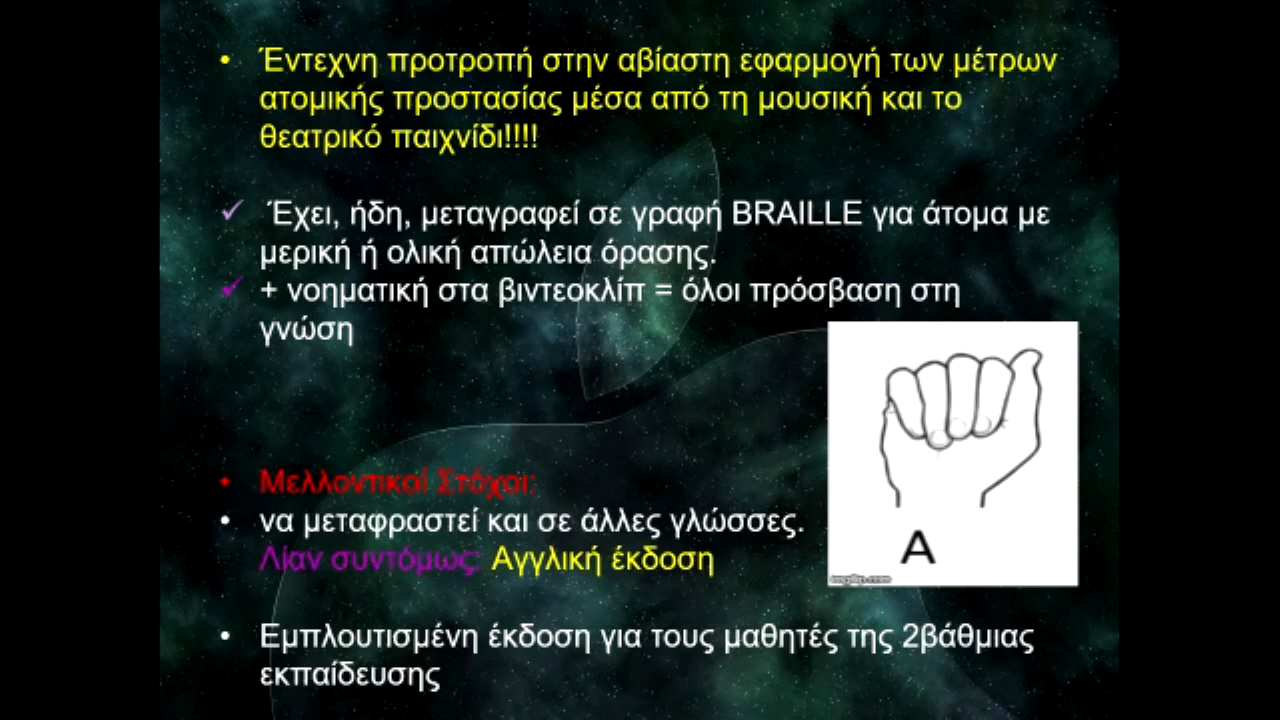 • Έντεχνη προτροπή στην αβίαστη εφαρμογή των μέτρων
ατομικής προστασίας μέσα από τη μουσική και το
θεατρικό παιχνίδι!!!!
✓ Έχει, ήδη, μεταγραφεί σε γραφή BRAILLE για άτομα με
μερική ή ολική απώλεια όρασης.
✓ + νοηματική στα βιντεοκλίπ = όλοι πρόσβαση στη
γνώση
• Μελλοντικοί Στόχοι:
• να μεταφραστεί και σε άλλες γλώσσες.
Λίαν συντόμως: Αγγλική έκδοση
A
• Εμπλουτισμένη έκδοση για τους μαθητές της 2βάθμιας
εκπαίδευσης